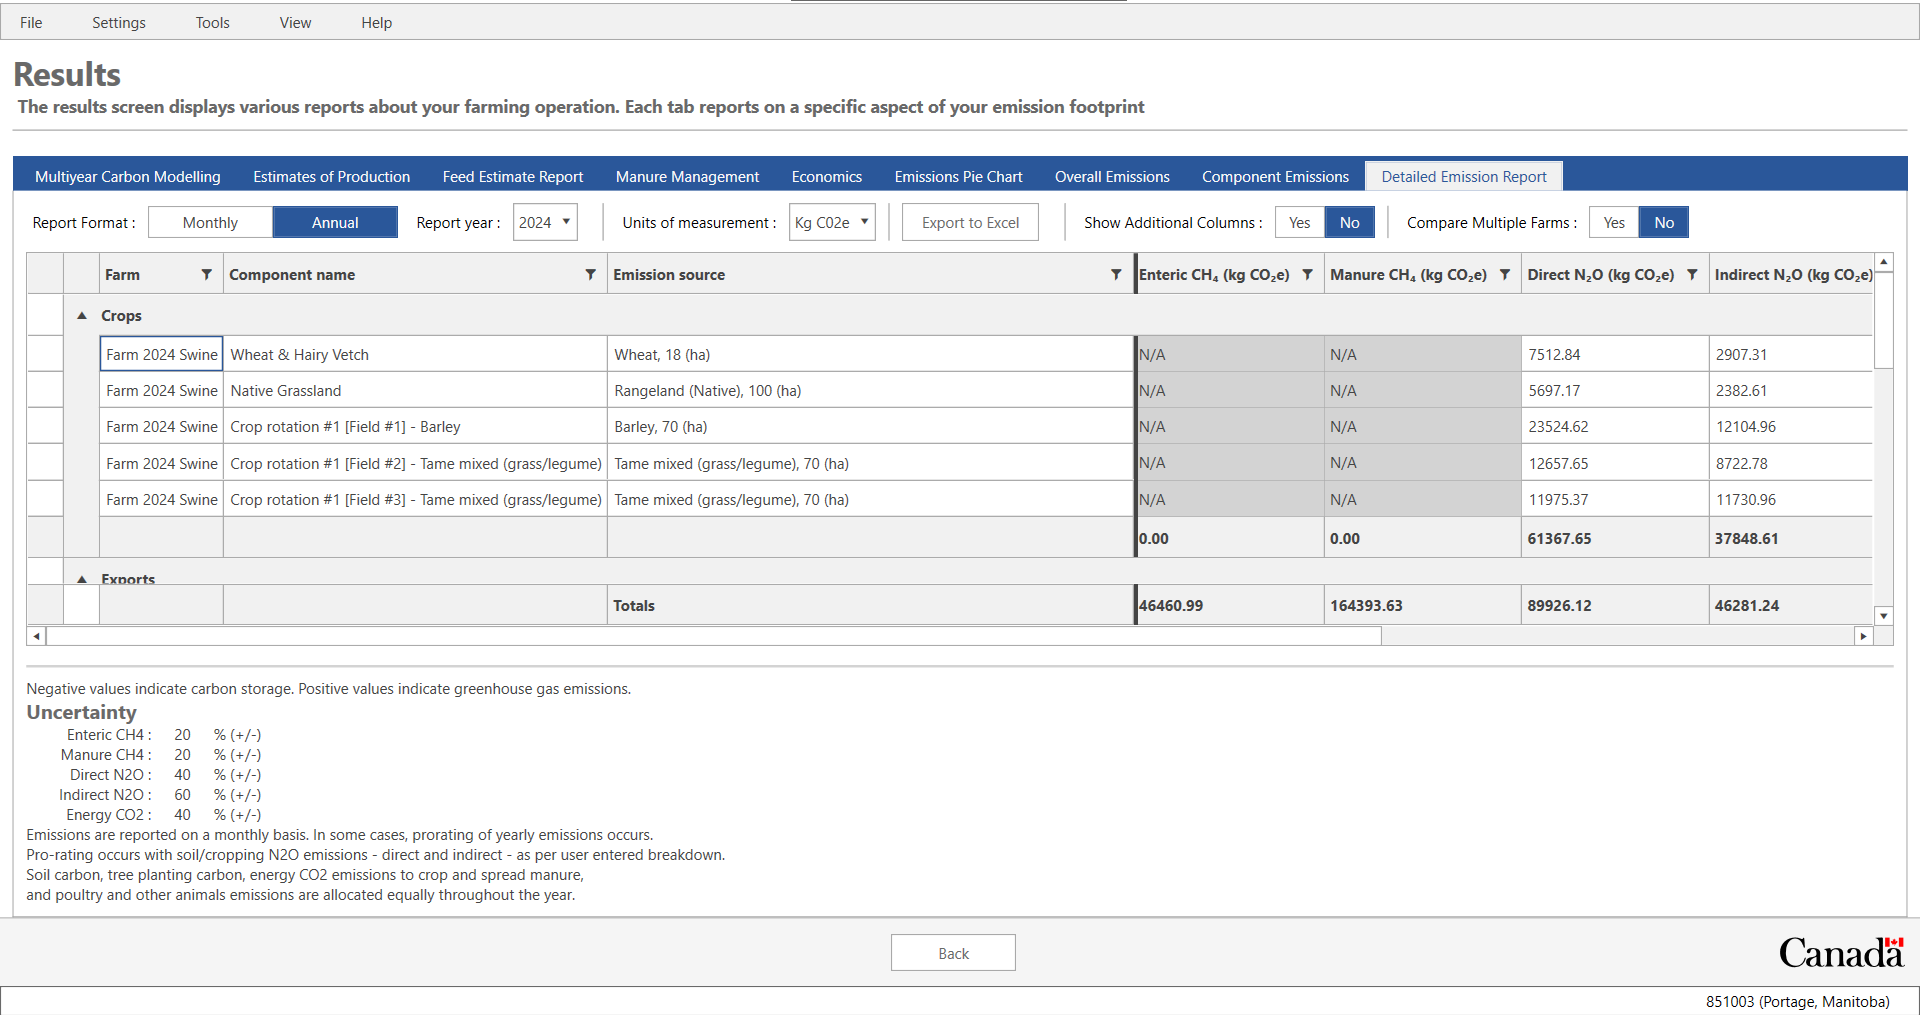 File Settings Tools View Help
Results
The results screen displays various reports about your farming operation. Each tab reports on a specific aspect of your emission footprint
Multiyear Carbon Modelling Estimates of Production Feed Estimate Report Manure Management Economics Emissions Pie Chart Overall Emissions Component Emissions Detailed Emission Report
Report Format : Monthly Annual Report year : 2024 Units of measurement : Kg C02e Export to Excel Show Additional Columns : Yes No Compare Multiple Farms : Yes No
Farm Component name Emission source Enteric CH₄ (kg CO₂e) Manure CH₄ (kg CO₂e) Direct N₂O (kg CO₂e) Indirect N₂O (kg CO₂e)
Crops
Farm 2024 Swine Wheat & Hairy Vetch Wheat, 18 (ha) N/A N/A 7512.84 2907.31
Farm 2024 Swine Native Grassland Rangeland (Native), 100 (ha) N/A N/A 5697.17 2382.61
Farm 2024 Swine Crop rotation #1 [Field #1] - Barley Barley, 70 (ha) N/A N/A 23524.62 12104.96
Farm 2024 Swine Crop rotation #1 [Field #2] - Tame mixed (grass/legume) Tame mixed (grass/legume), 70 (ha) N/A N/A 12657.65 8722.78
Farm 2024 Swine Crop rotation #1 [Field #3] - Tame mixed (grass/legume) Tame mixed (grass/legume), 70 (ha) N/A N/A 11975.37 11730.96
0.00 0.00 61367.65 37848.61
Exports
Totals 46460.99 164393.63 89926.12 46281.24
Negative values indicate carbon storage. Positive values indicate greenhouse gas emissions.
Uncertainty
Enteric CH4 : 20 % (+/-)
Manure CH4 : 20 % (+/-)
Direct N2O : 40 % (+/-)
Indirect N2O : 60 % (+/-)
Energy CO2 : 40 % (+/-)
Emissions are reported on a monthly basis. In some cases, prorating of yearly emissions occurs.
Pro-rating occurs with soil/cropping N2O emissions - direct and indirect - as per user entered breakdown.
Soil carbon, tree planting carbon, energy CO2 emissions to crop and spread manure,
and poultry and other animals emissions are allocated equally throughout the year.
Back
Canada
851003 (Portage, Manitoba)